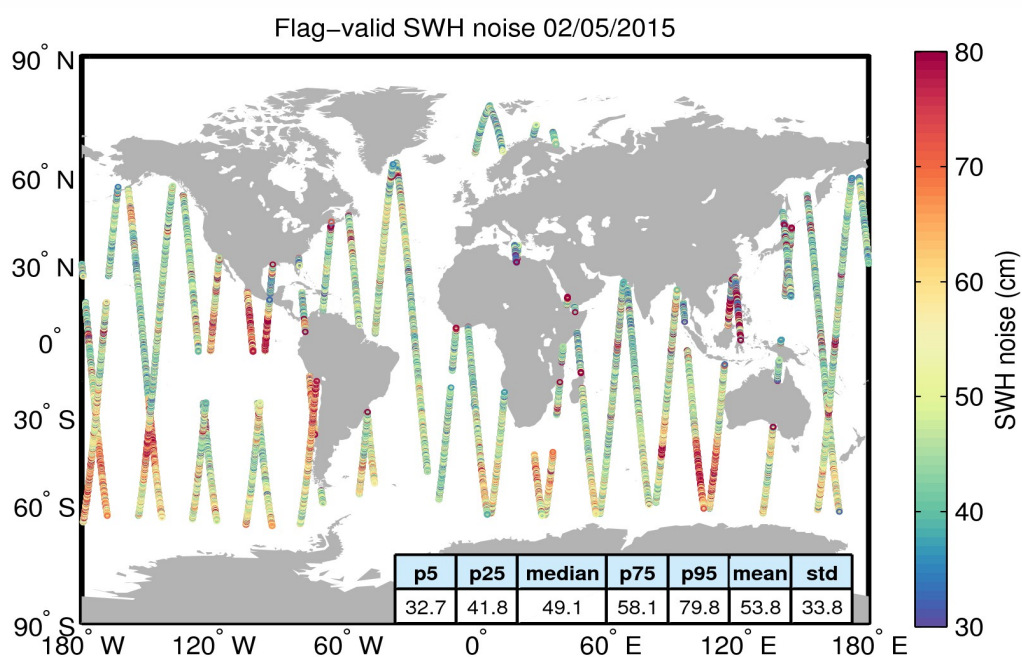 Flag−valid SWH noise 02/05/2015
90° N
60° N
30° N
0°
30° S
60° S
90° S
180° W
120° W
60° W
0°
60° E
120° E
180° E
p5 p25 median p75 p95 mean std
32.7 41.8 49.1 58.1 79.8 53.8 33.8
80
70
60
50
40
30
SWH noise (cm)